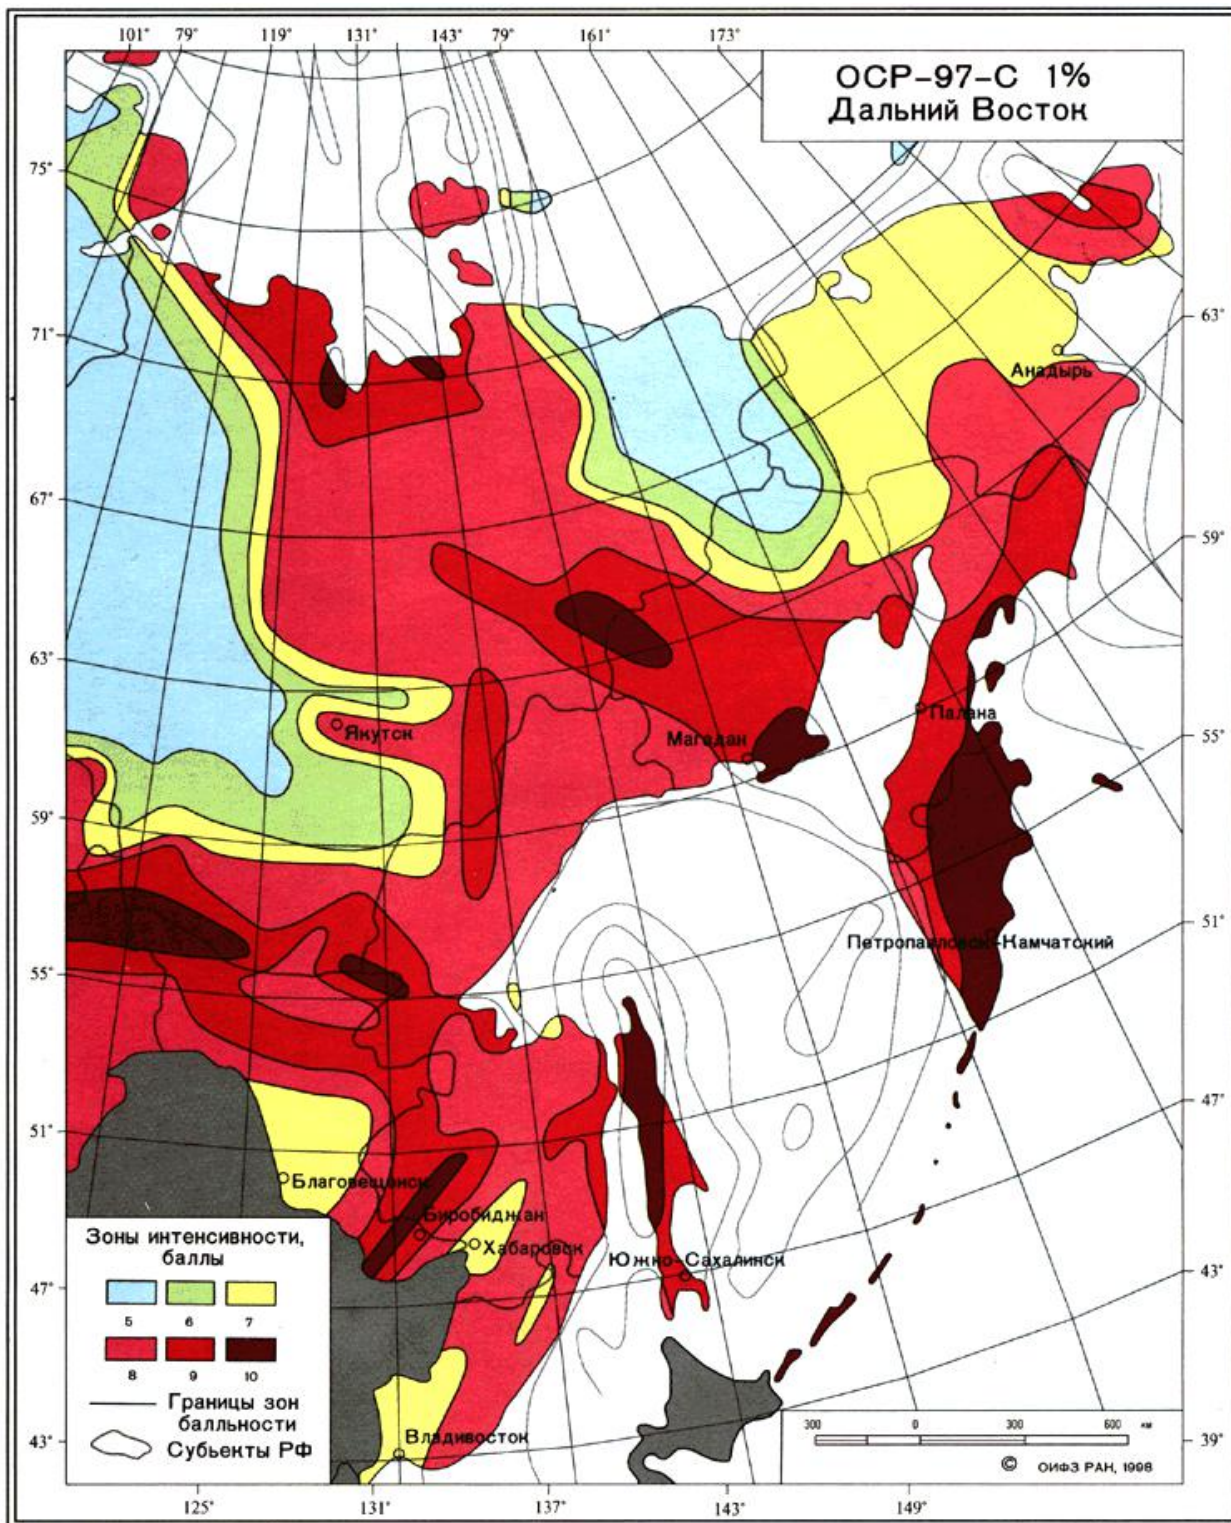 101° 79° 119° 131° 143° 79° 161° 173°
ОСР-97-С 1%
Дальний Восток
75°
71°
67°
63°
59°
55°
51°
47°
43°
63°
59°
55°
51°
47°
43°
39°
Анадырь
Якутск
Магадан
Палана
Петропавловск-Камчатский
Благовещенск
Биробиджан
Хабаровск
Южно-Сахалинск
Владивосток
Зоны интенсивности,
баллы
5 6 7
8 9 10
Границы зон
балльности
Субьекты РФ
300 0 300 600 км
© ОИФЗ РАН, 1998
125° 131° 137° 143° 149°